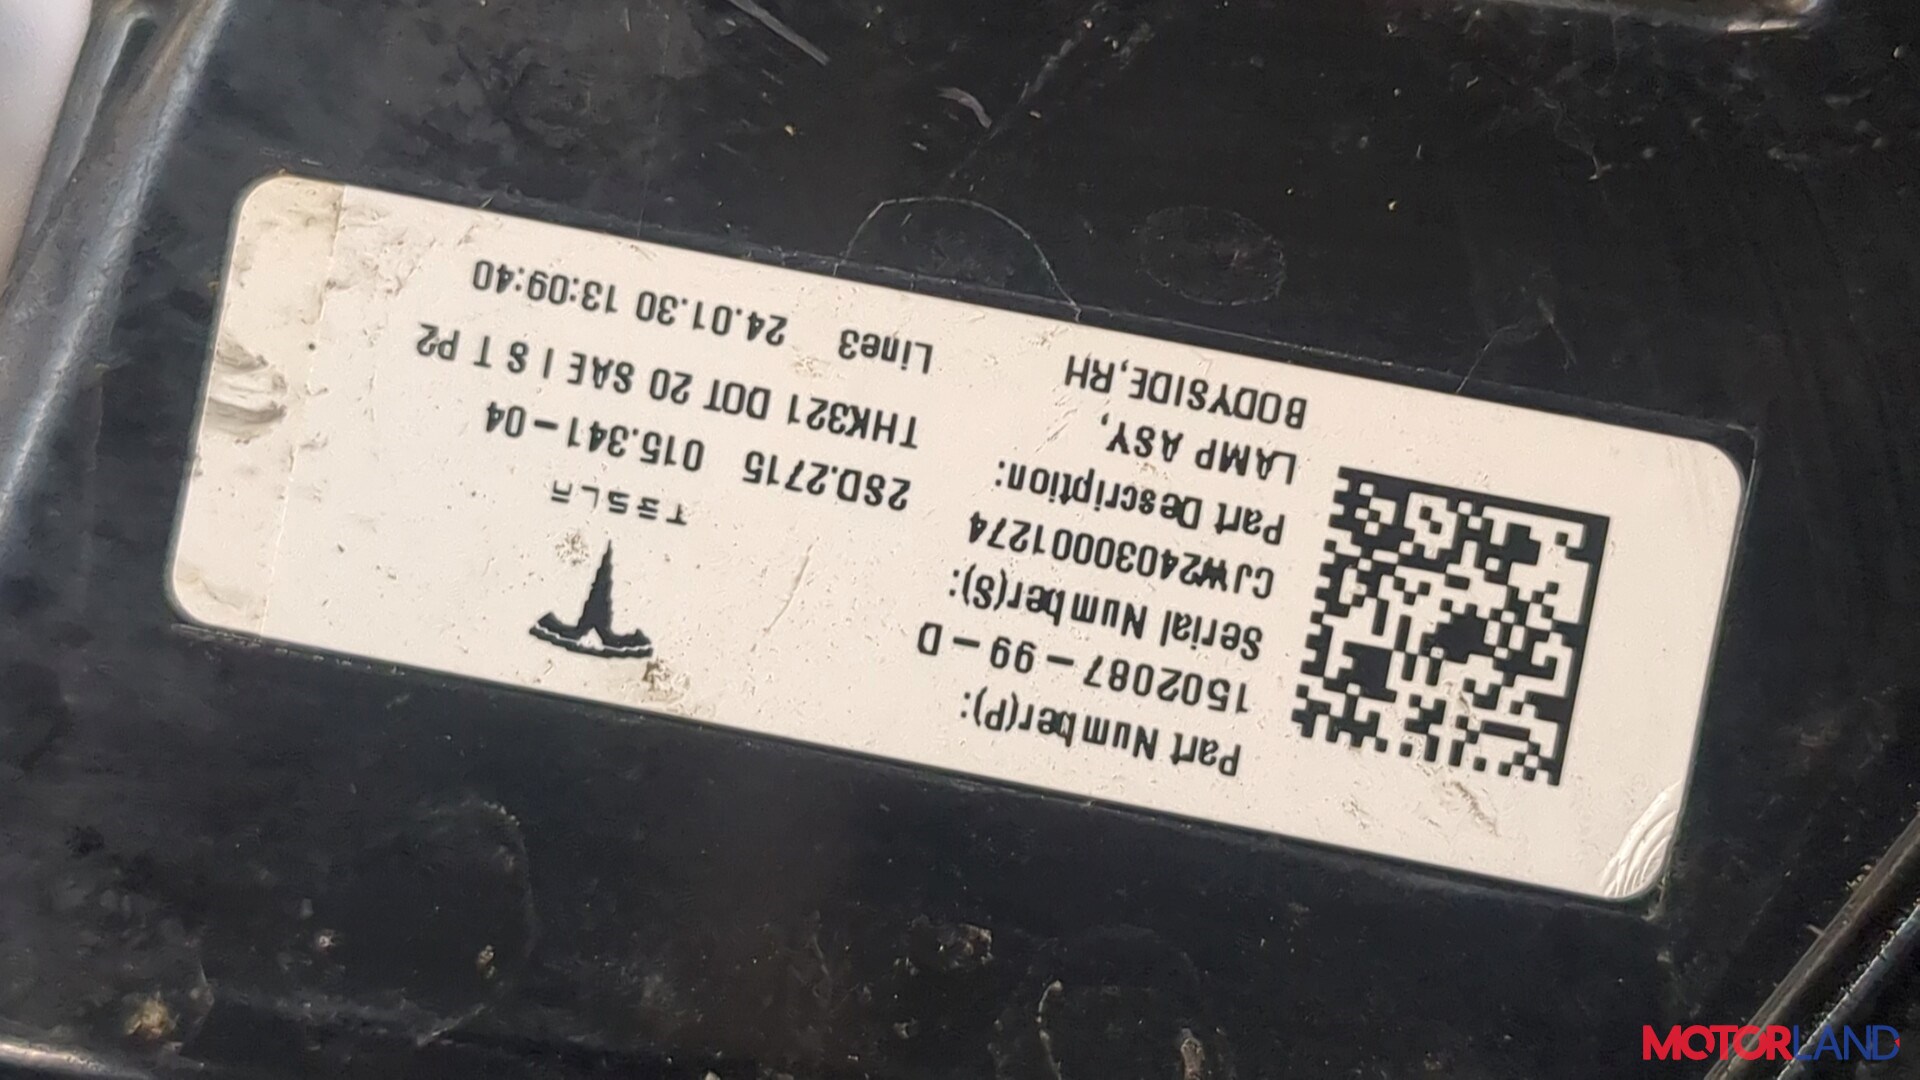 Part Number(P):
1502087-99-D
Serial Number(S):
CJW24030001274
Part Description:
LAMP ASY,
BODYSIDE,RH
TESLA
2SD.2715 015.341-04
THK321 DOT 20 SAE I S T P2
Line3 24.01.30 13:09:40
MOTORLAND